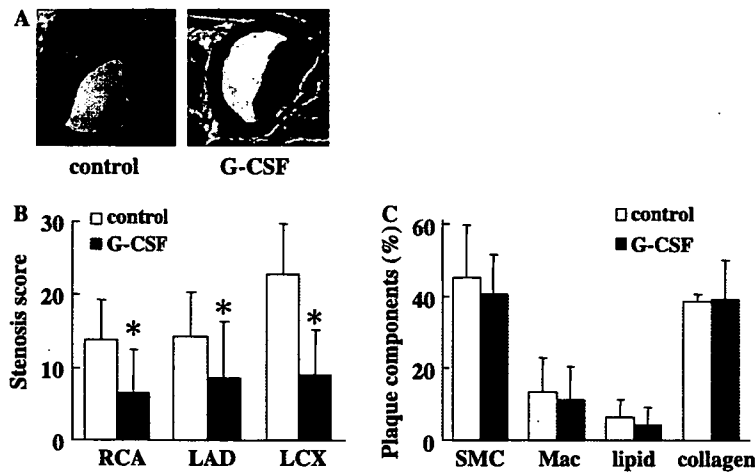 A
control
G-CSF
B
control
G-CSF
Stenosis score
30
20
10
0
*
*
*
RCA
LAD
LCX
C
control
G-CSF
Plaque components (%)
60
40
20
0
SMC
Mac
lipid
collagen